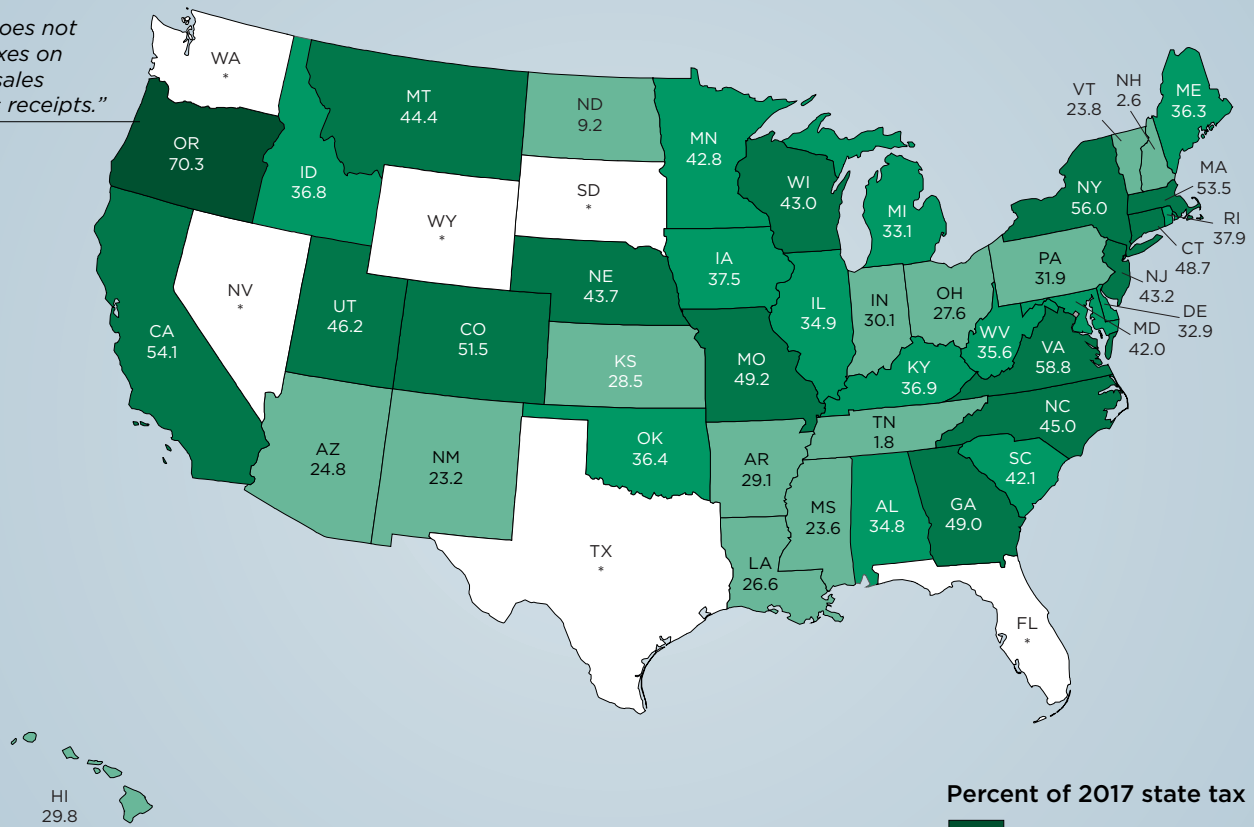 oes not
xes on
sales
receipts.”
WA
*
OR
70.3
CA
54.1
NV
*
ID
36.8
MT
44.4
WY
*
UT
46.2
CO
51.5
AZ
24.8
NM
23.2
ND
9.2
SD
*
NE
43.7
KS
28.5
OK
36.4
TX
*
MN
42.8
IA
37.5
MO
49.2
AR
29.1
LA
26.6
WI
43.0
IL
34.9
MI
33.1
IN
30.1
OH
27.6
KY
36.9
TN
1.8
MS
23.6
AL
34.8
GA
49.0
FL
*
SC
42.1
NC
45.0
VA
58.8
WV
35.6
PA
31.9
NY
56.0
VT
23.8
NH
2.6
ME
36.3
MA
53.5
RI
37.9
CT
48.7
NJ
43.2
DE
32.9
MD
42.0
HI
29.8
Percent of 2017 state tax